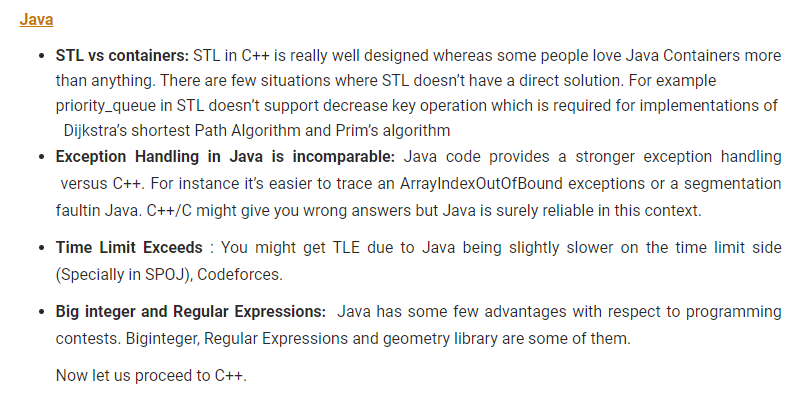 Java
• STL vs containers: STL in C++ is really well designed whereas some people love Java Containers more
than anything. There are few situations where STL doesn’t have a direct solution. For example
priority_queue in STL doesn’t support decrease key operation which is required for implementations of
Dijkstra’s shortest Path Algorithm and Prim’s algorithm
• Exception Handling in Java is incomparable: Java code provides a stronger exception handling
versus C++. For instance it’s easier to trace an ArrayIndexOutOfBound exceptions or a segmentation
faultin Java. C++/C might give you wrong answers but Java is surely reliable in this context.
• Time Limit Exceeds : You might get TLE due to Java being slightly slower on the time limit side
(Specially in SPOJ), Codeforces.
• Big integer and Regular Expressions: Java has some few advantages with respect to programming
contests. Biginteger, Regular Expressions and geometry library are some of them.
Now let us proceed to C++.